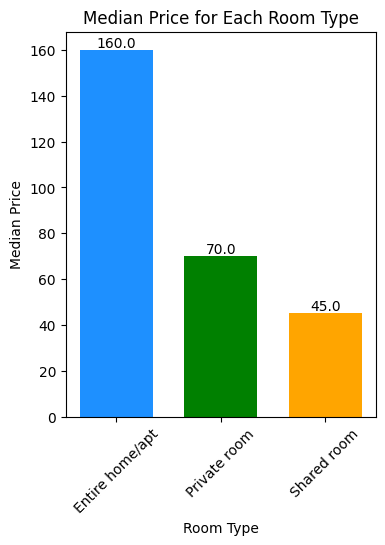 Median Price for Each Room Type
Median Price
160
140
120
100
80
60
40
20
0
160.0
70.0
45.0
Entire home/apt
Private room
Shared room
Room Type